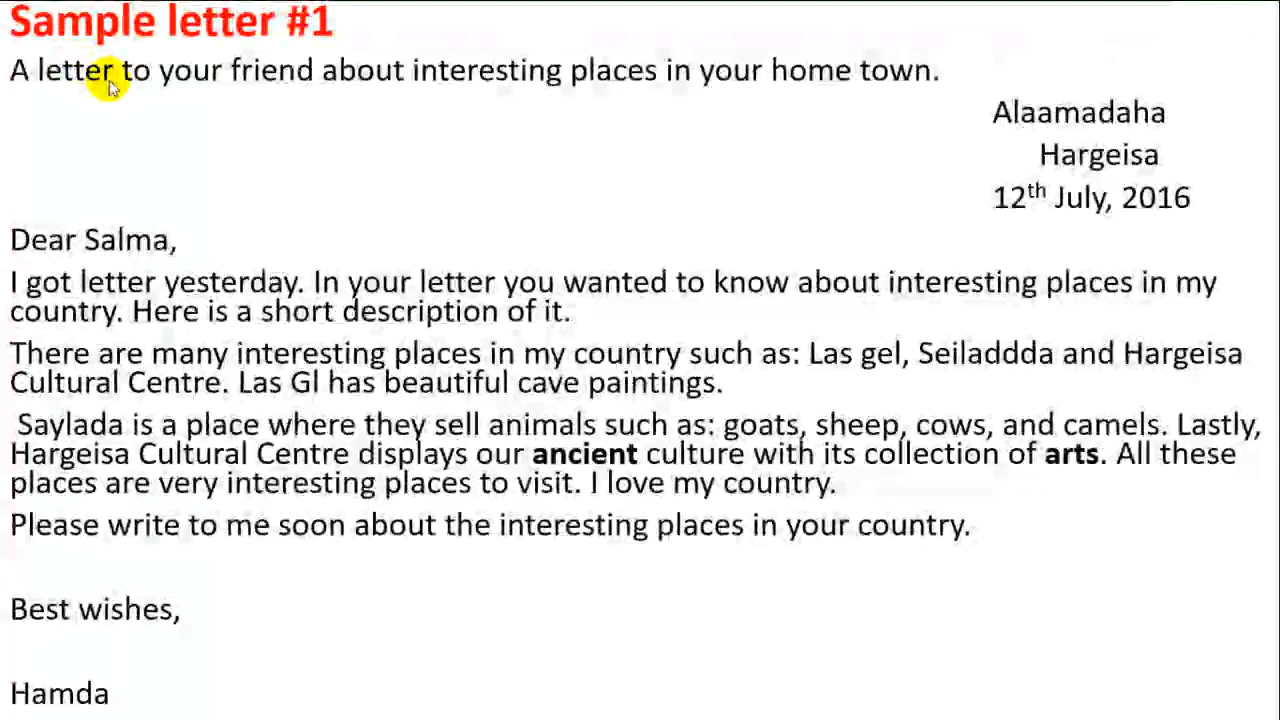 Sample letter #1
A letter to your friend about interesting places in your home town.
Alaamadaha
Hargeisa
12th July, 2016
Dear Salma,
I got letter yesterday. In your letter you wanted to know about interesting places in my
country. Here is a short description of it.
There are many interesting places in my country such as: Las gel, Seiladdda and Hargeisa
Cultural Centre. Las Gl has beautiful cave paintings.
Saylada is a place where they sell animals such as: goats, sheep, cows, and camels. Lastly,
Hargeisa Cultural Centre displays our ancient culture with its collection of arts. All these
places are very interesting places to visit. I love my country.
Please write to me soon about the interesting places in your country.
Best wishes,
Hamda